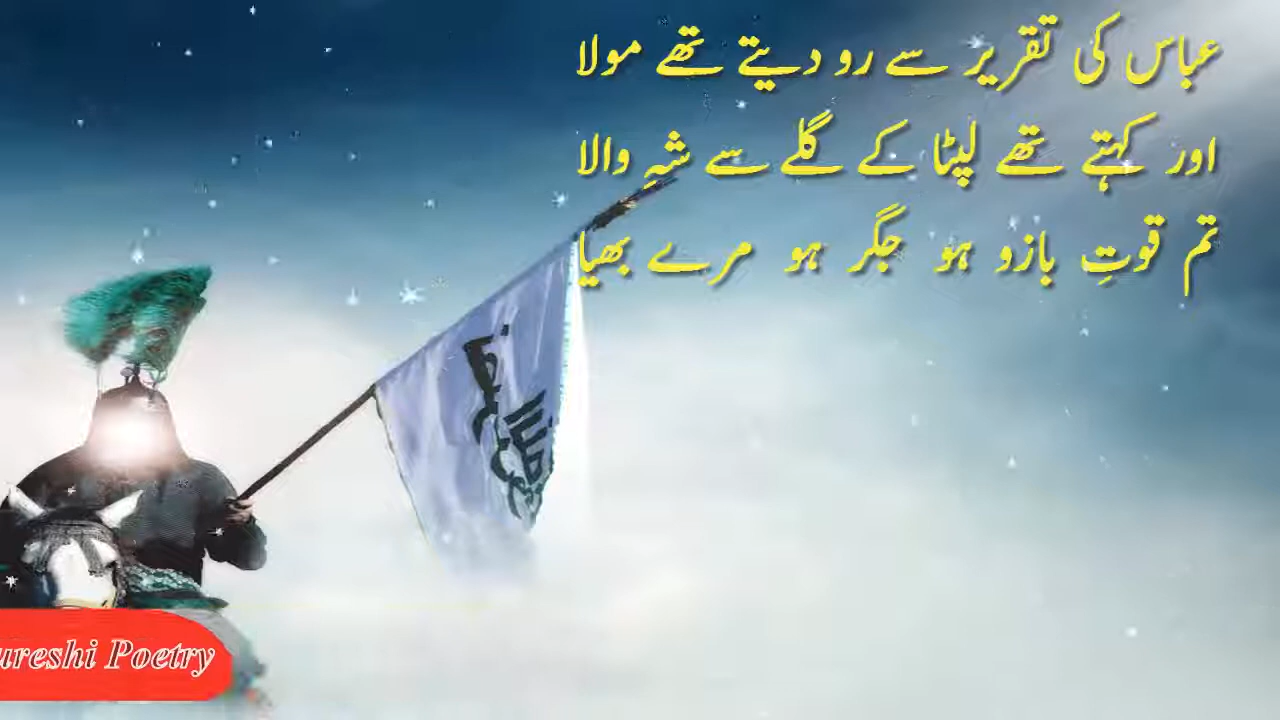 عباس کی تقریر سے رو دیتے تھے مولا
اور کہتے تھے لپٹا کے گلے سے شہِ والا
تم قوتِ بازو ہو جگر ہو مرے بھیا
ureshi Poetry